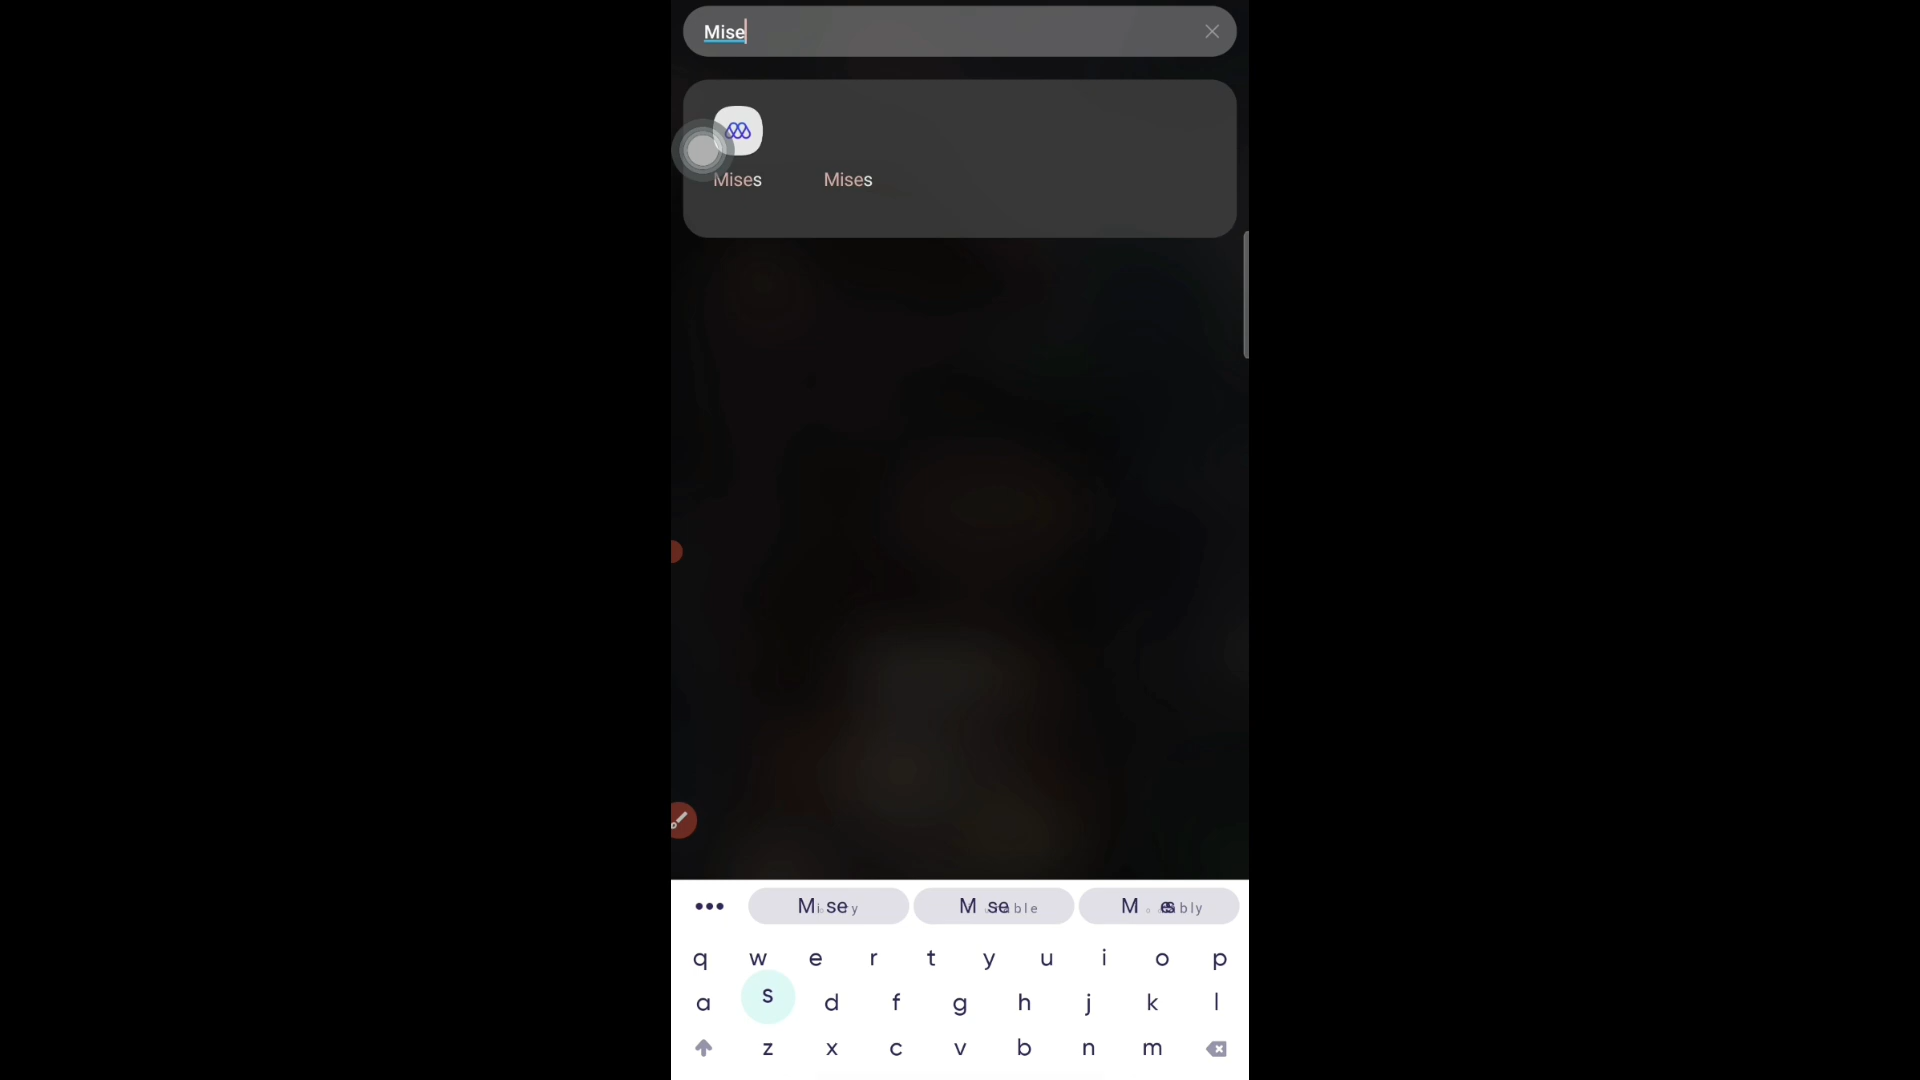 Mise
Mises Mises
q w e r t y u i o p
a s d f g h j k l
z x c v b n m